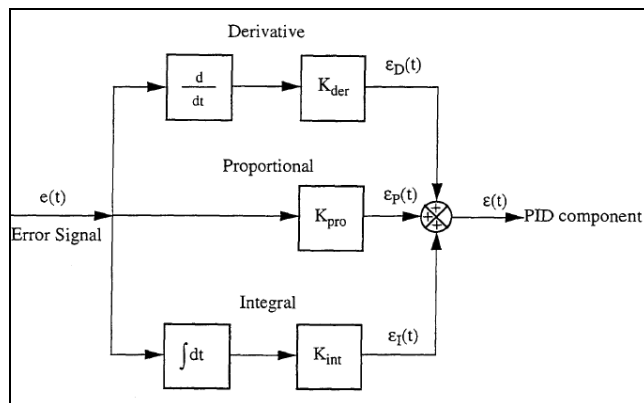 Derivative
d
dt
K_der
ε_D(t)
Proportional
e(t)
Error Signal
K_pro
ε_P(t)
+
+
+
ε(t)
PID component
Integral
∫dt
K_int
ε_I(t)